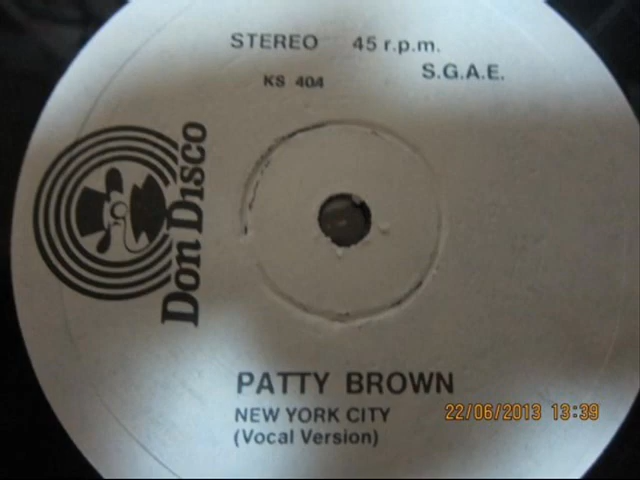 STEREO 45 r.p.m.
KS 404
S.G.A.E.
Don Disco
PATTY BROWN
NEW YORK CITY
(Vocal Version)
22/06/2013 13:39